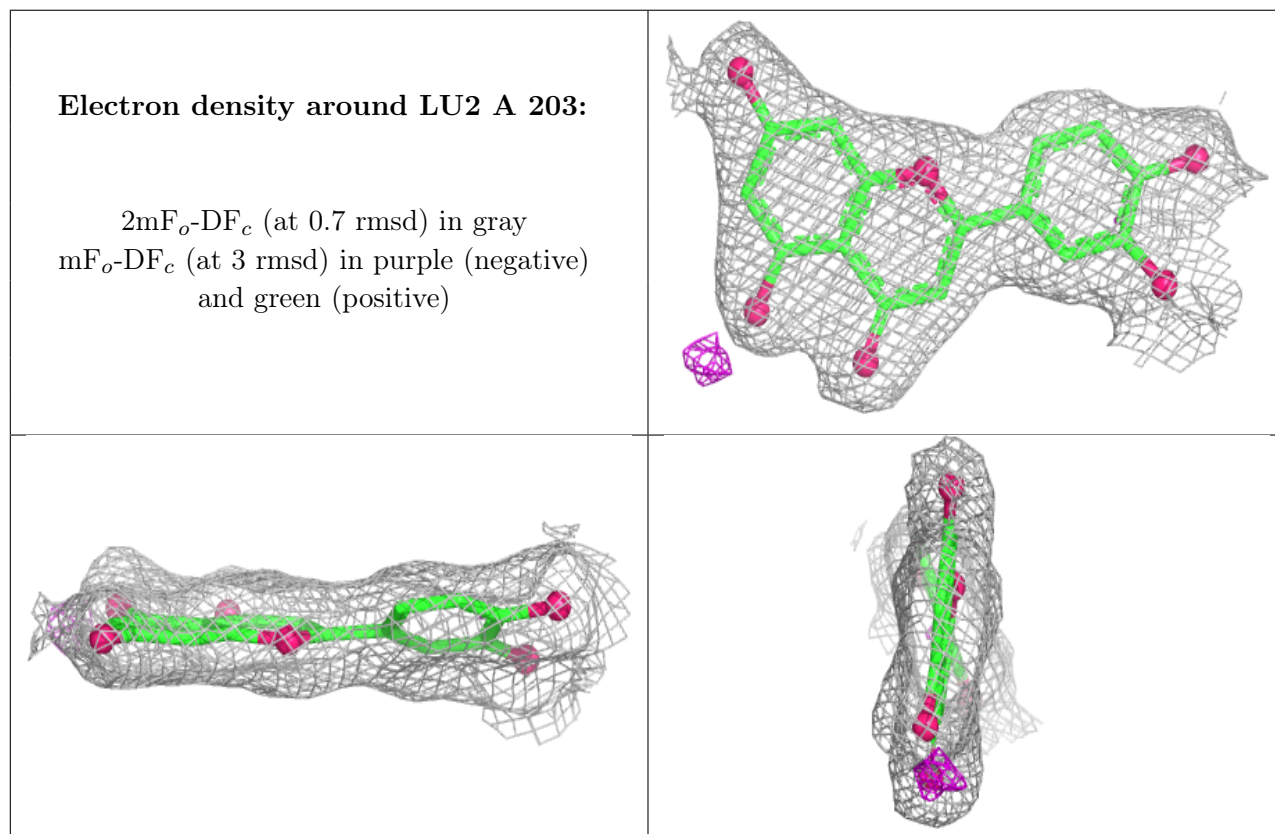 Electron density around LU2 A 203:
2mFo-DFc (at 0.7 rmsd) in gray
mFo-DFc (at 3 rmsd) in purple (negative)
and green (positive)